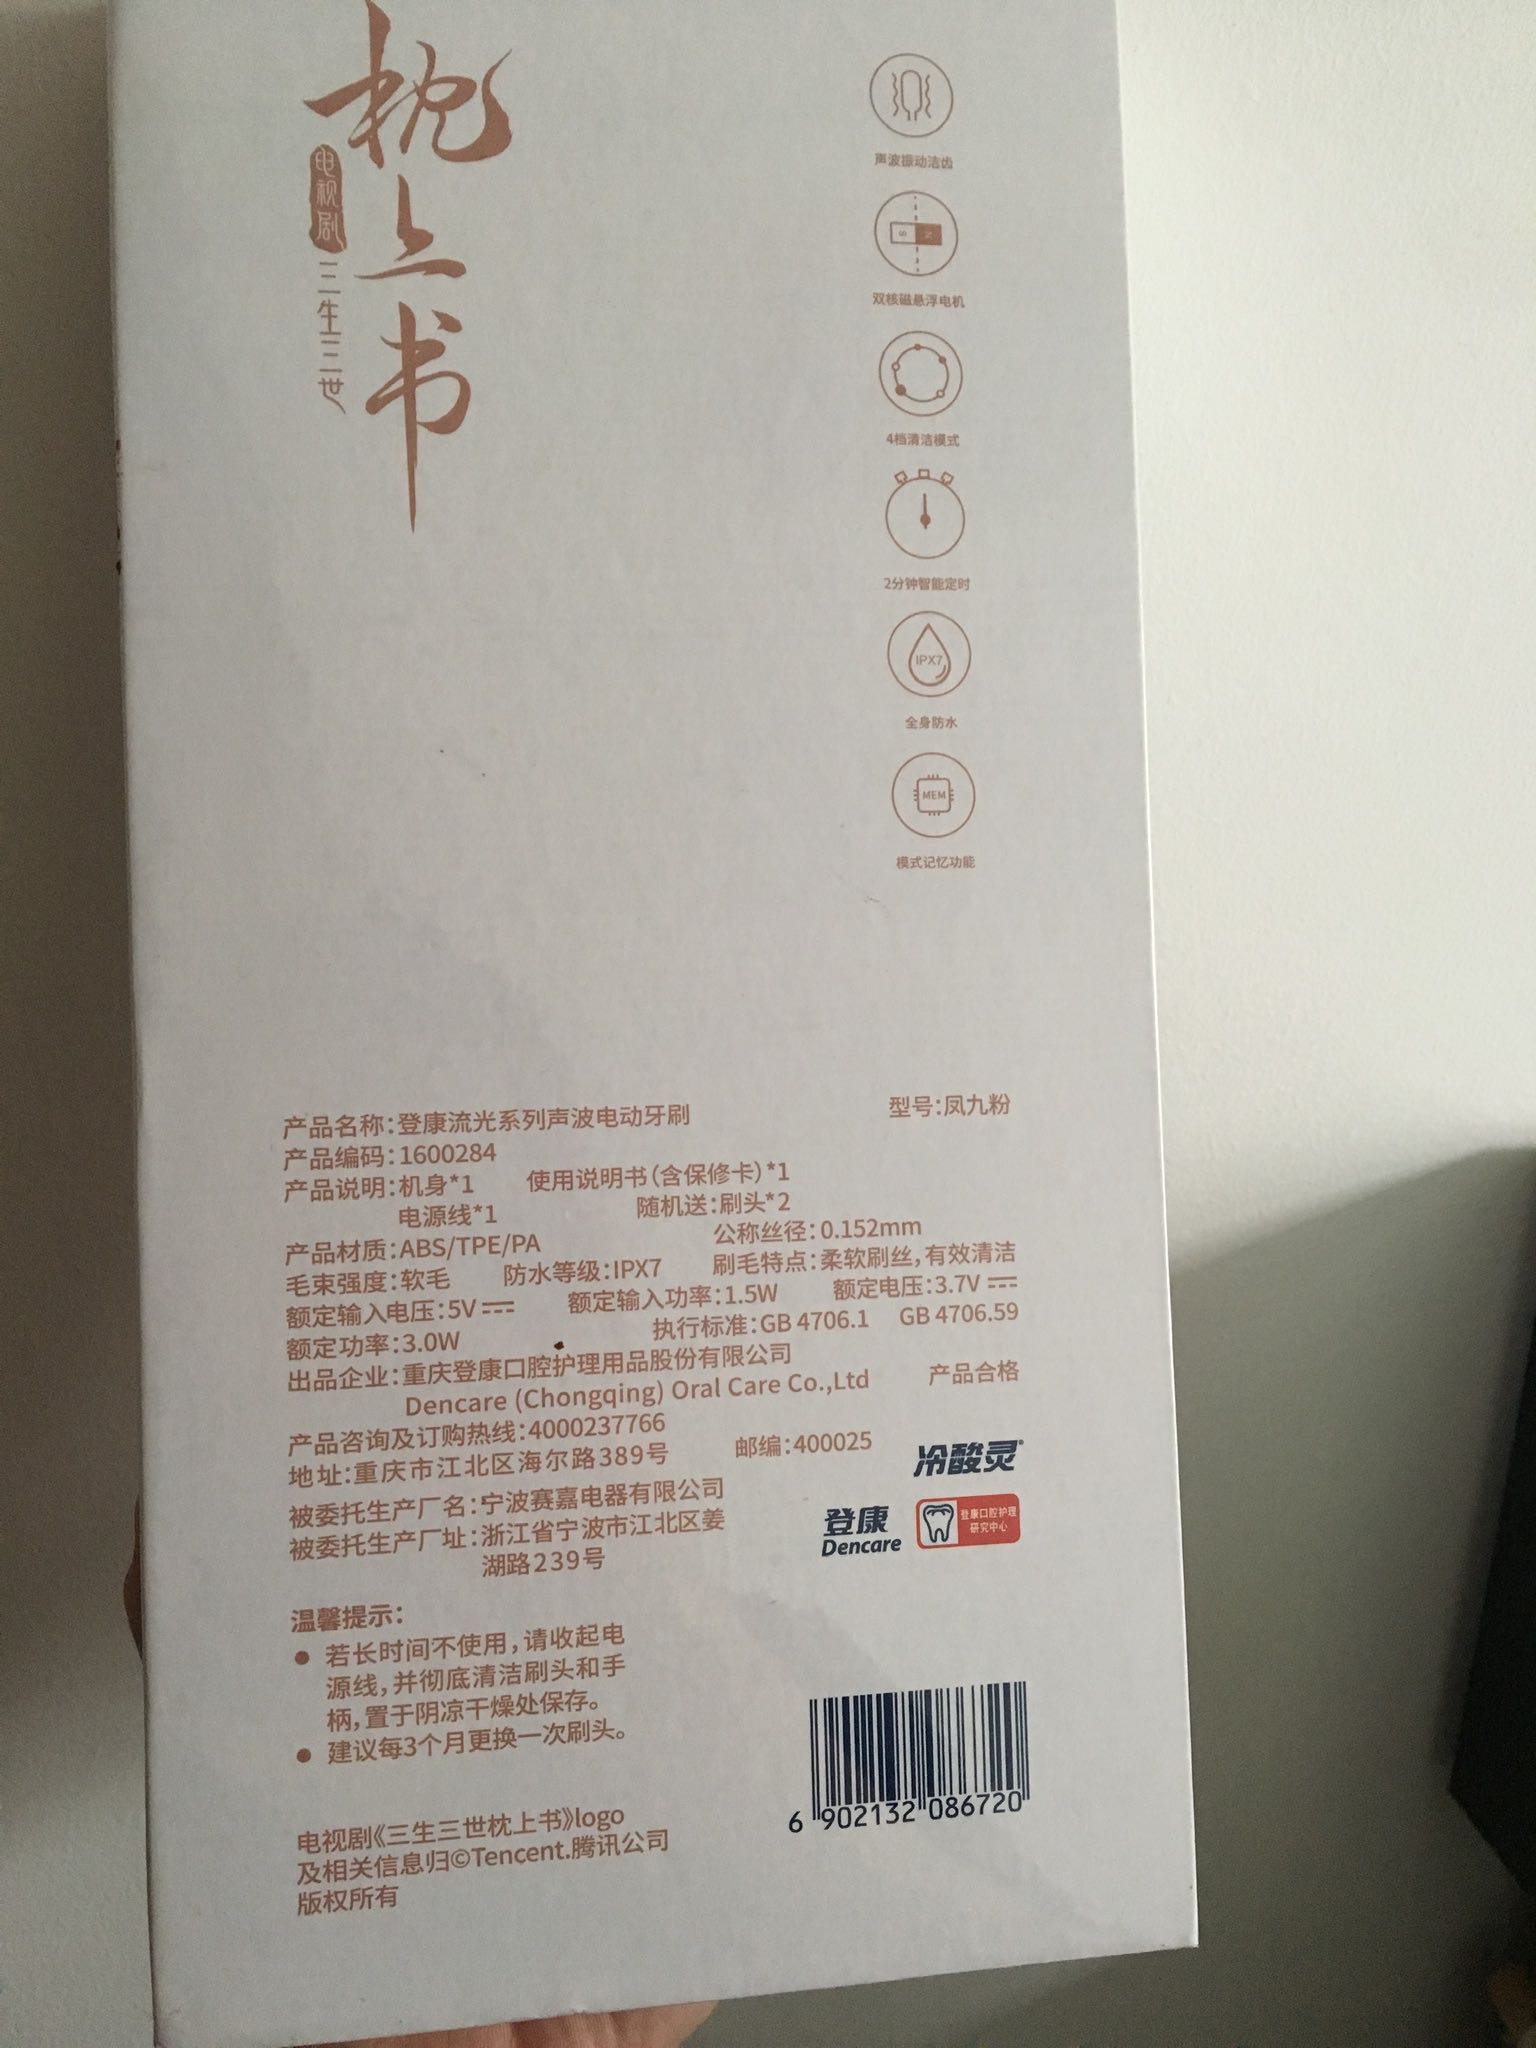 枕上书
电视剧
三生三世
声波振动洁齿
S N
双核磁悬浮电机
4档清洁模式
2分钟智能定时
IPX7
全身防水
MEM
模式记忆功能
产品名称:登康流光系列声波电动牙刷 型号:凤九粉
产品编码:1600284
产品说明:机身*1 使用说明书(含保修卡)*1
电源线*1 随机送:刷头*2
产品材质:ABS/TPE/PA 公称丝径:0.152mm
毛束强度:软毛 防水等级:IPX7 刷毛特点:柔软刷丝,有效清洁
额定输入电压:5V⎓ 额定输入功率:1.5W 额定电压:3.7V⎓
额定功率:3.0W 执行标准:GB 4706.1 GB 4706.59
出品企业:重庆登康口腔护理用品股份有限公司
Dencare (Chongqing) Oral Care Co.,Ltd 产品合格
产品咨询及订购热线:4000237766
地址:重庆市江北区海尔路389号 邮编:400025
冷酸灵®
被委托生产厂名:宁波赛嘉电器有限公司
被委托生产厂址:浙江省宁波市江北区姜
湖路239号
登康
Dencare
登康口腔护理
研究中心
温馨提示:
● 若长时间不使用,请收起电
源线,并彻底清洁刷头和手
柄,置于阴凉干燥处保存。
● 建议每3个月更换一次刷头。
6 902132 086720
电视剧《三生三世枕上书》logo
及相关信息归©Tencent.腾讯公司
版权所有